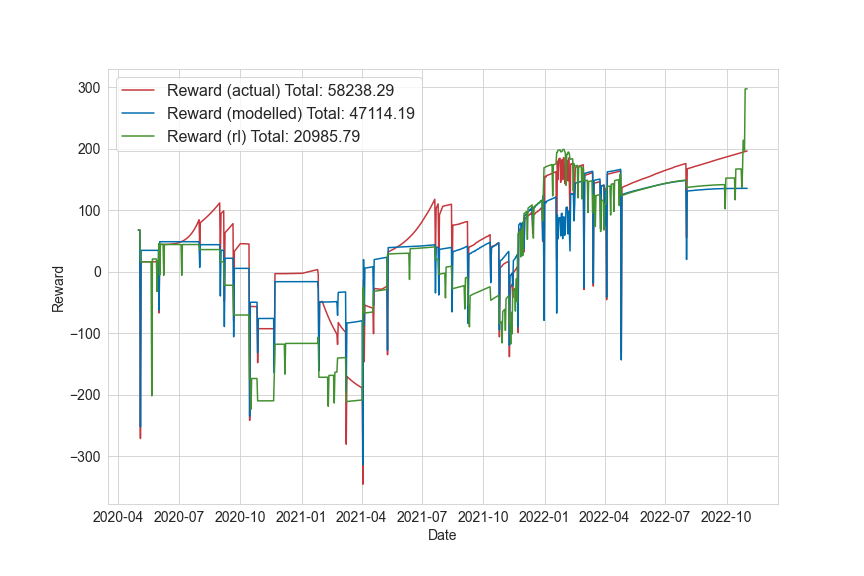 Reward (actual) Total: 58238.29
Reward (modelled) Total: 47114.19
Reward (rl) Total: 20985.79
300
200
100
0
−100
−200
−300
Reward
2020-04 2020-07 2020-10 2021-01 2021-04 2021-07 2021-10 2022-01 2022-04 2022-07 2022-10
Date